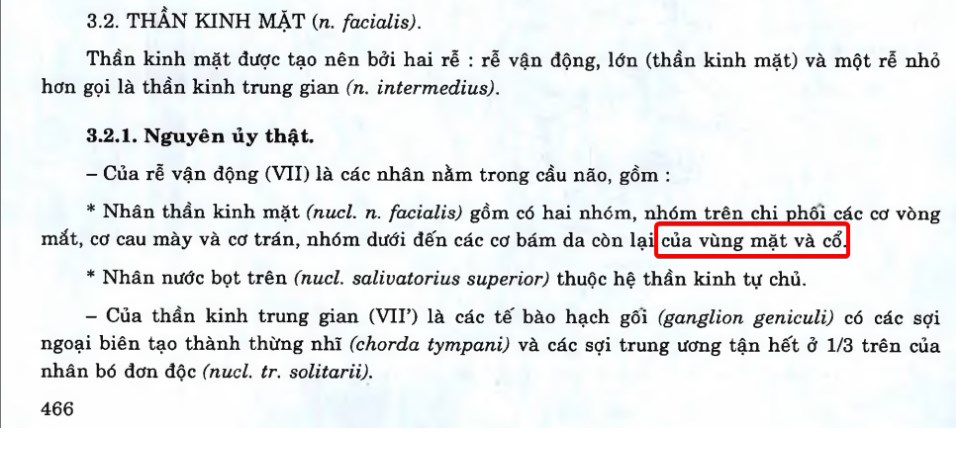 3.2. THẦN KINH MẶT (n. facialis).
Thần kinh mặt được tạo nên bởi hai rễ : rễ vận động, lớn (thần kinh mặt) và một rễ nhỏ
hơn gọi là thần kinh trung gian (n. intermedius).
3.2.1. Nguyên ủy thật.
– Của rễ vận động (VII) là các nhân nằm trong cầu não, gồm :
* Nhân thần kinh mặt (nucl. n. facialis) gồm có hai nhóm, nhóm trên chi phối các cơ vòng
mắt, cơ cau mày và cơ trán, nhóm dưới đến các cơ bám da còn lại của vùng mặt và cổ.
* Nhân nước bọt trên (nucl. salivatorius superior) thuộc hệ thần kinh tự chủ.
– Của thần kinh trung gian (VII') là các tế bào hạch gối (ganglion geniculi) có các sợi
ngoại biên tạo thành thừng nhĩ (chorda tympani) và các sợi trung ương tận hết ở 1/3 trên của
nhân bó đơn độc (nucl. tr. solitarii).
466